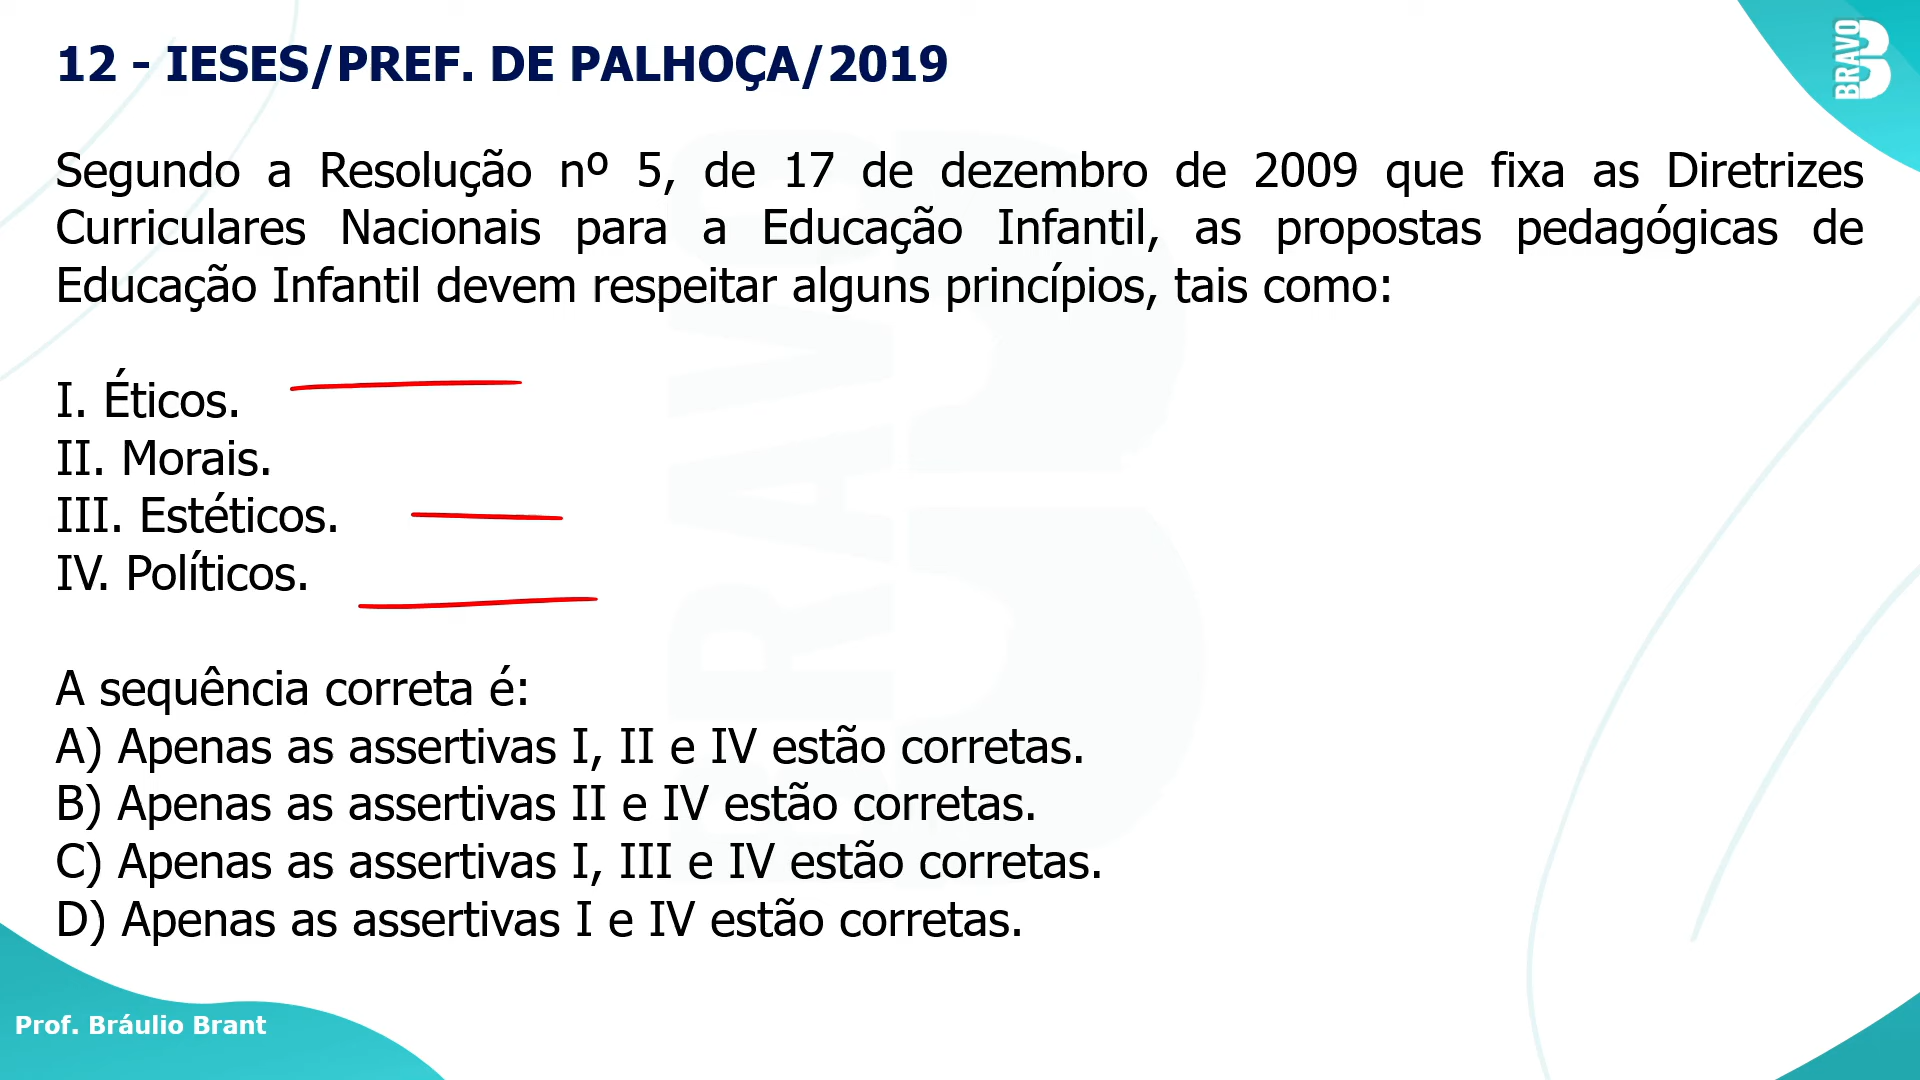 12 - IESES/PREF. DE PALHOÇA/2019
BRAVO
Segundo a Resolução nº 5, de 17 de dezembro de 2009 que fixa as Diretrizes
Curriculares Nacionais para a Educação Infantil, as propostas pedagógicas de
Educação Infantil devem respeitar alguns princípios, tais como:
I. Éticos.
II. Morais.
III. Estéticos.
IV. Políticos.
A sequência correta é:
A) Apenas as assertivas I, II e IV estão corretas.
B) Apenas as assertivas II e IV estão corretas.
C) Apenas as assertivas I, III e IV estão corretas.
D) Apenas as assertivas I e IV estão corretas.
BRAVO
Prof. Bráulio Brant